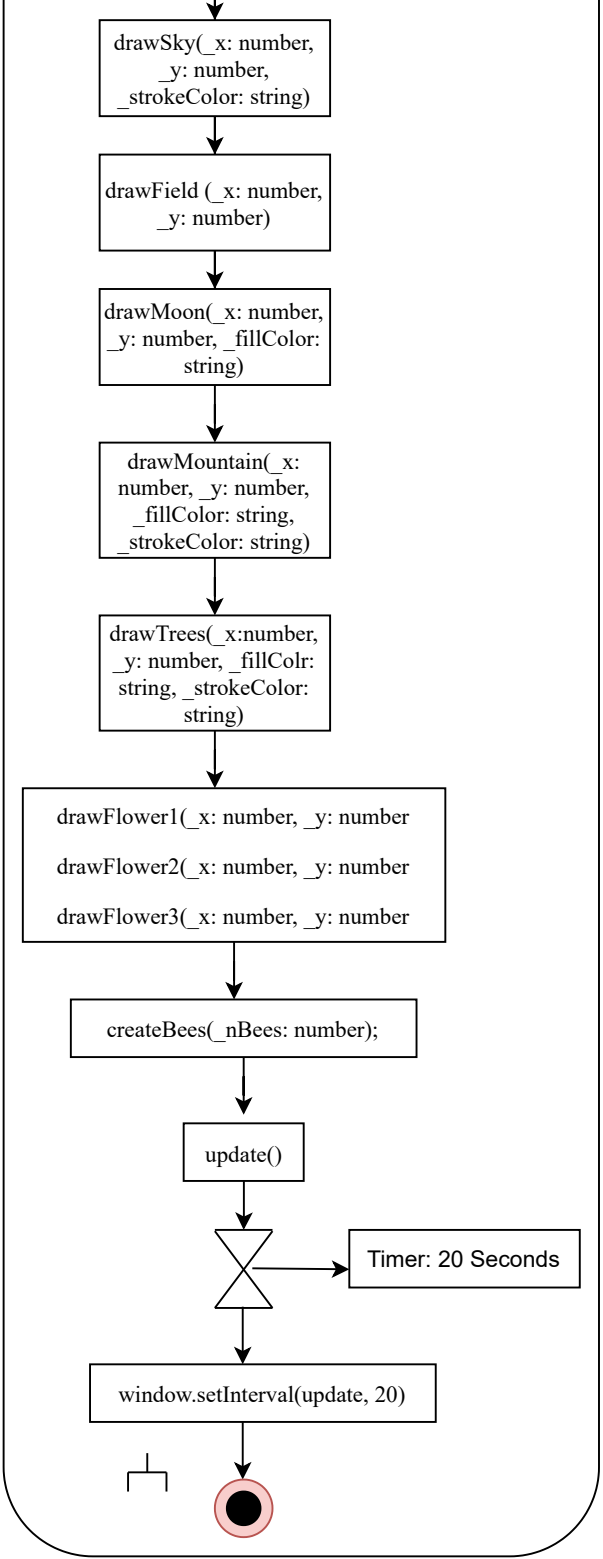 drawSky(_x: number,
_y: number,
_strokeColor: string)
drawField (_x: number,
_y: number)
drawMoon(_x: number,
_y: number, _fillColor:
string)
drawMountain(_x:
number, _y: number,
_fillColor: string,
_strokeColor: string)
drawTrees(_x:number,
_y: number, _fillColr:
string, _strokeColor:
string)
drawFlower1(_x: number, _y: number
drawFlower2(_x: number, _y: number
drawFlower3(_x: number, _y: number
createBees(_nBees: number);
update()
Timer: 20 Seconds
window.setInterval(update, 20)